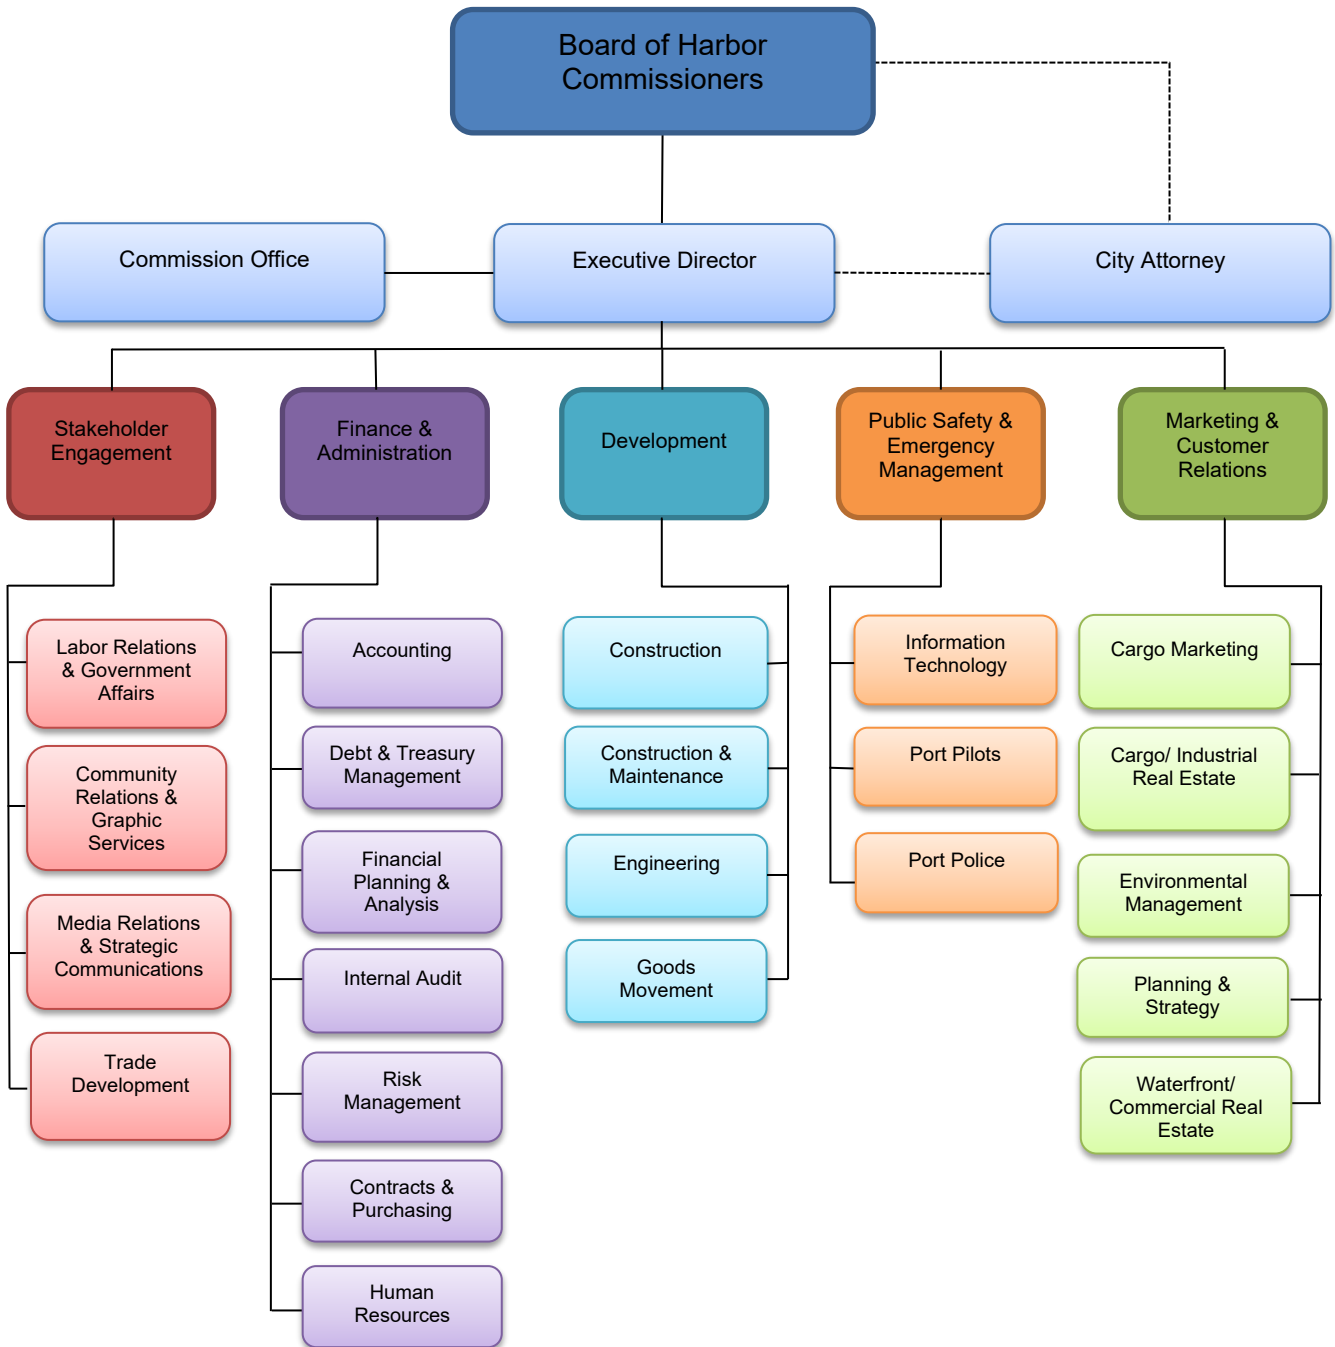 Board of Harbor
Commissioners
Commission Office
Executive Director
City Attorney
Stakeholder
Engagement
Finance &
Administration
Development
Public Safety &
Emergency
Management
Marketing &
Customer
Relations
Labor Relations
& Government
Affairs
Community
Relations &
Graphic
Services
Media Relations
& Strategic
Communications
Trade
Development
Accounting
Debt & Treasury
Management
Financial
Planning &
Analysis
Internal Audit
Risk
Management
Contracts &
Purchasing
Human
Resources
Construction
Construction &
Maintenance
Engineering
Goods
Movement
Information
Technology
Port Pilots
Port Police
Cargo Marketing
Cargo/ Industrial
Real Estate
Environmental
Management
Planning &
Strategy
Waterfront/
Commercial Real
Estate